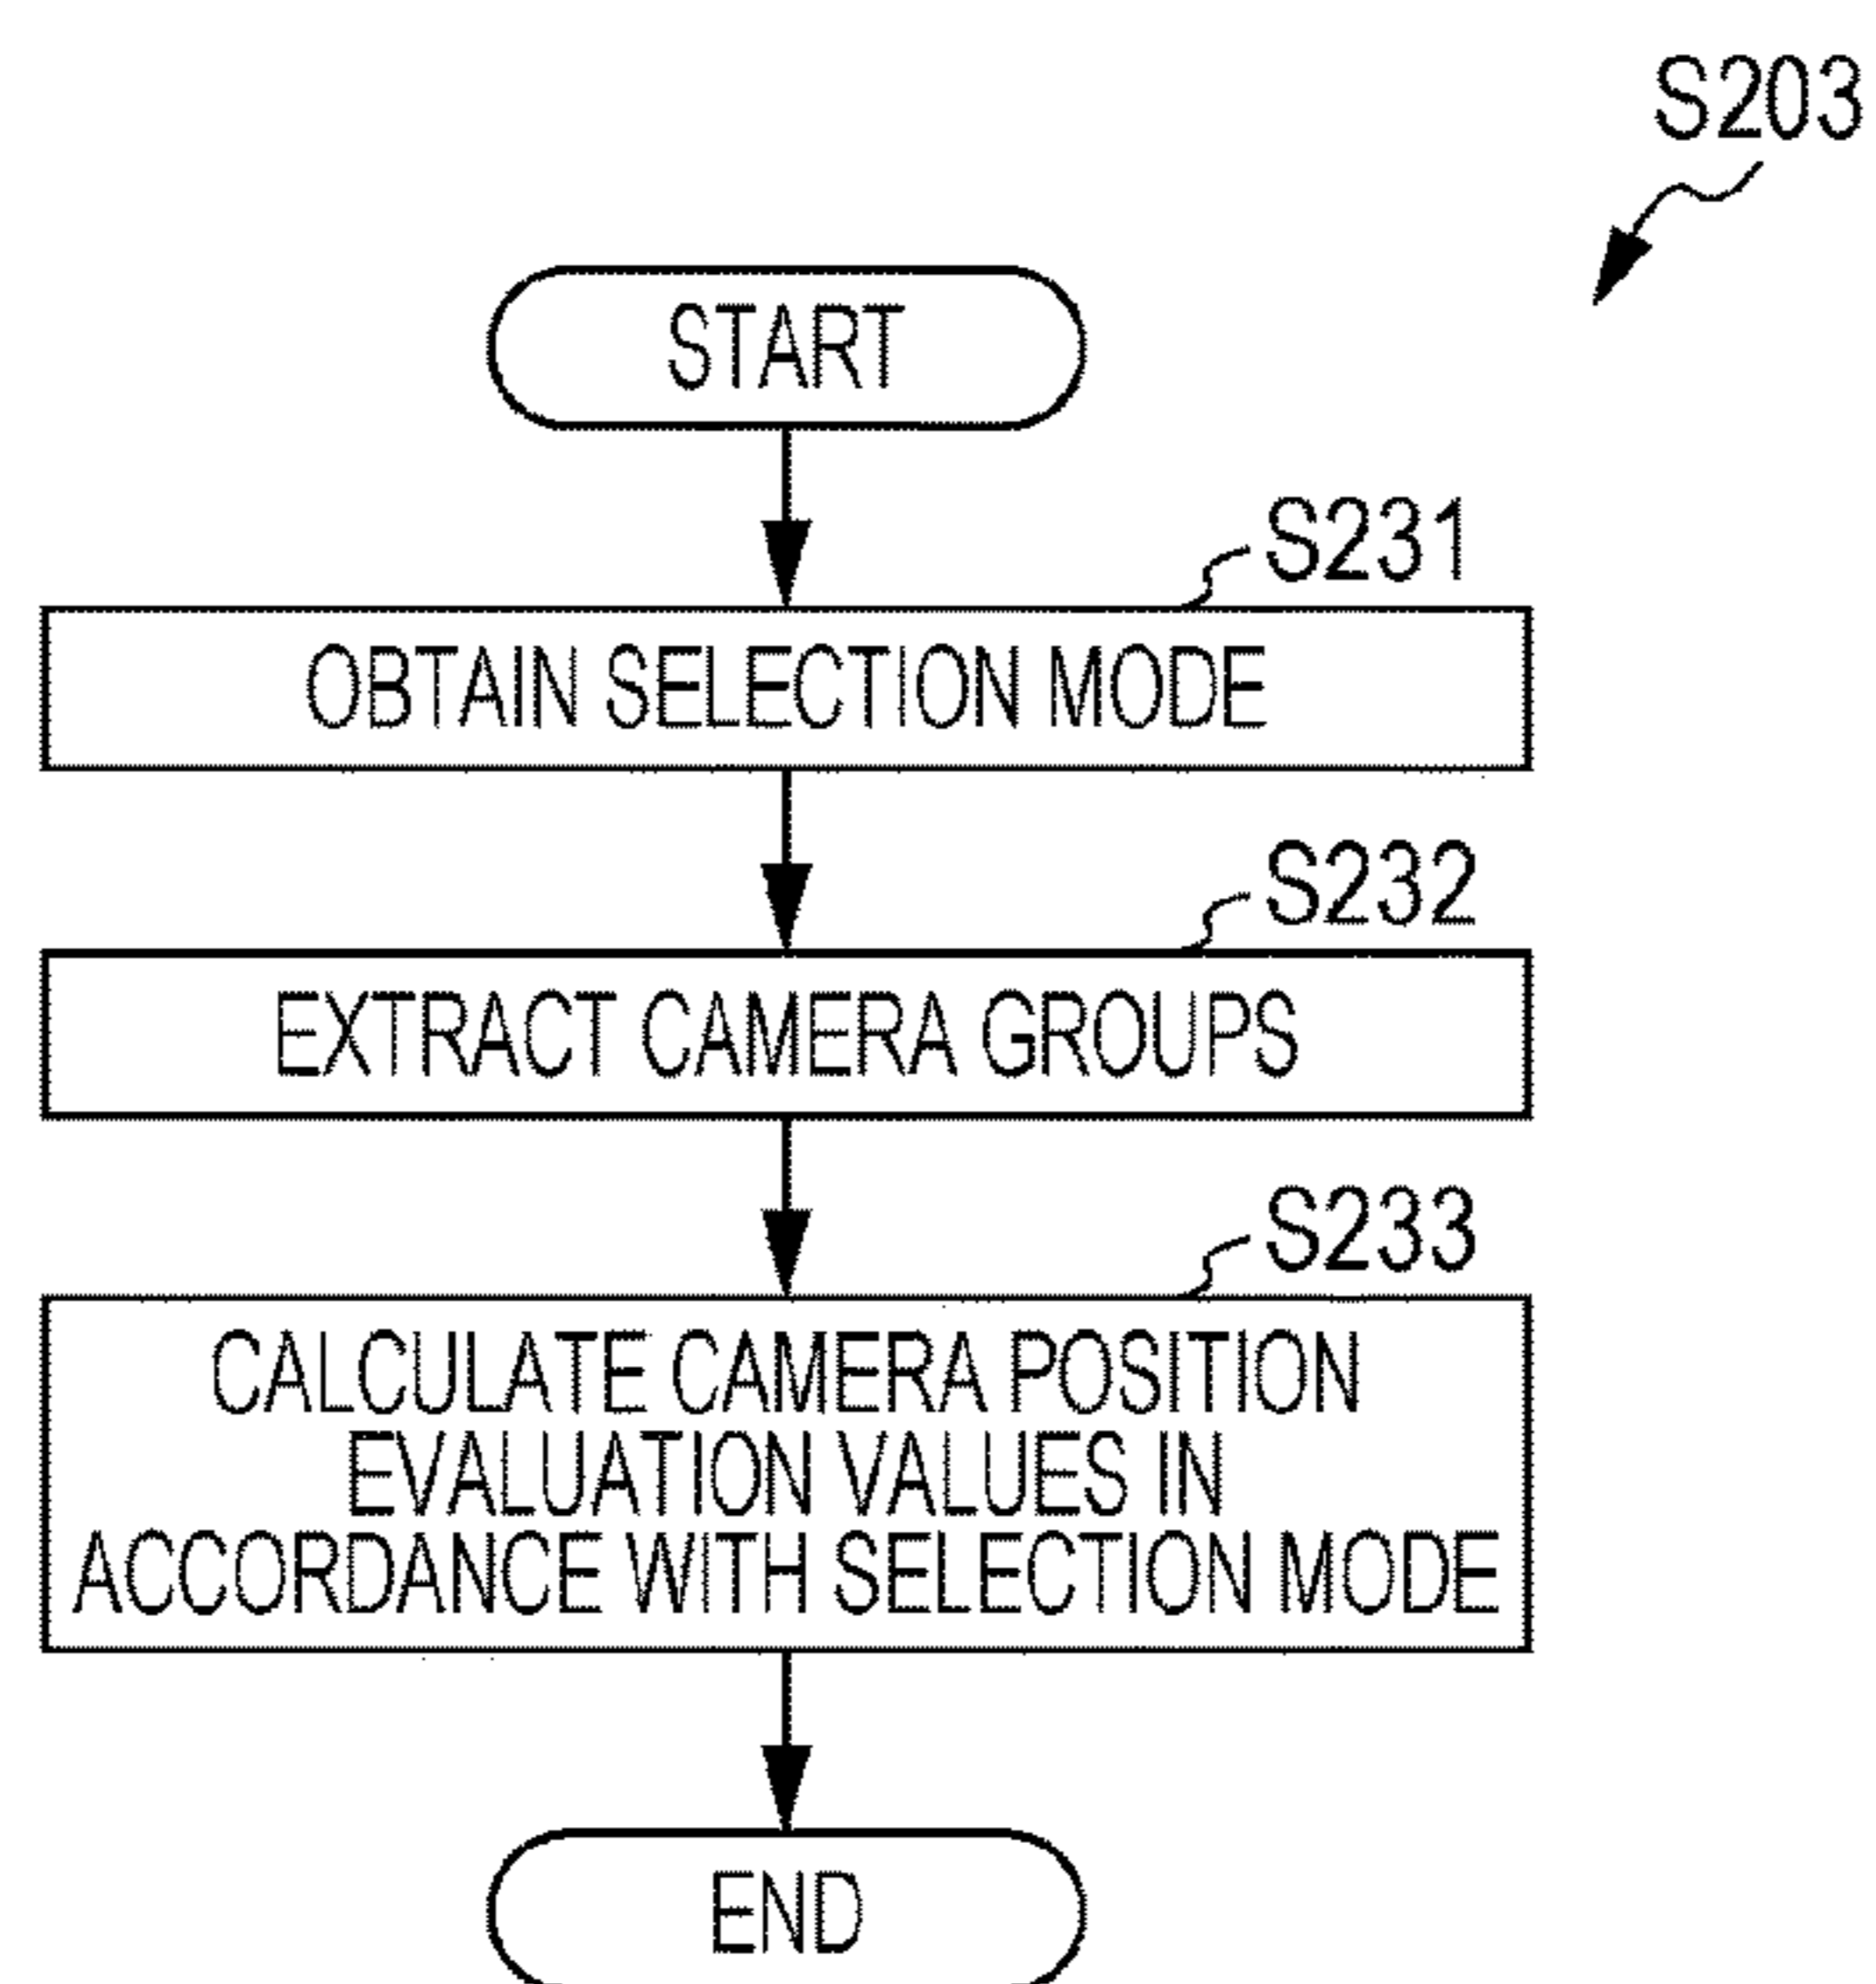 S203
START
S231
OBTAIN SELECTION MODE
S232
EXTRACT CAMERA GROUPS
S233
CALCULATE CAMERA POSITION
EVALUATION VALUES IN
ACCORDANCE WITH SELECTION MODE
END